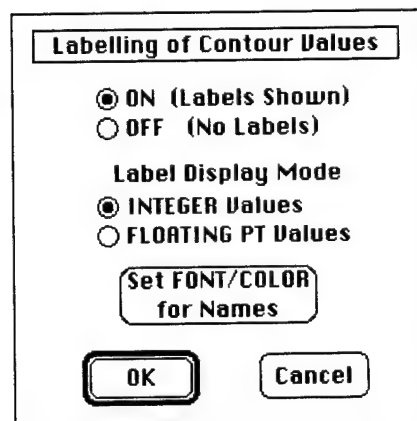 Labelling of Contour Values
ON (Labels Shown)
OFF (No Labels)
Label Display Mode
INTEGER Values
FLOATING PT Values
Set FONT/COLOR
for Names
OK
Cancel